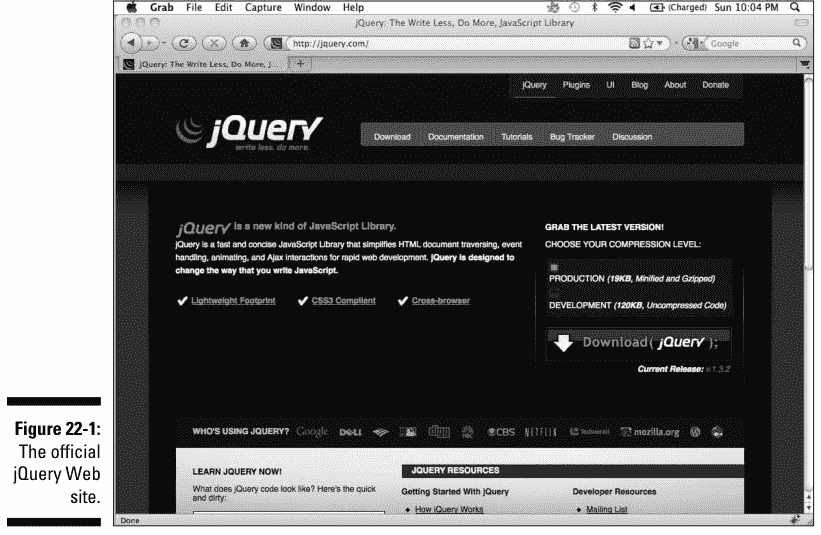 Grab File Edit Capture Window Help (Charged) Sun 10:04 PM
jQuery: The Write Less, Do More, JavaScript Library
http://jquery.com/
Google
jQuery: The Write Less, Do More, J...
jQuery Plugins UI Blog About Donate
jQuery
write less. do more.
Download Documentation Tutorials Bug Tracker Discussion
jQuery is a new kind of JavaScript Library.
jQuery is a fast and concise JavaScript Library that simplifies HTML document traversing, event
handling, animating, and Ajax interactions for rapid web development. jQuery is designed to
change the way that you write JavaScript.
Lightweight Footprint CSS3 Compliant Cross-browser
GRAB THE LATEST VERSION!
CHOOSE YOUR COMPRESSION LEVEL:
PRODUCTION (19KB, Minified and Gzipped)
DEVELOPMENT (120KB, Uncompressed Code)
Download( jQuery );
Current Release: v1.3.2
WHO'S USING JQUERY? Google DELL digg CBS NETFLIX Technorati mozilla.org
LEARN JQUERY NOW!
What does jQuery code look like? Here's the quick
and dirty:
JQUERY RESOURCES
Getting Started With jQuery
How jQuery Works
Developer Resources
Mailing List
Done
Figure 22-1:
The official
jQuery Web
site.